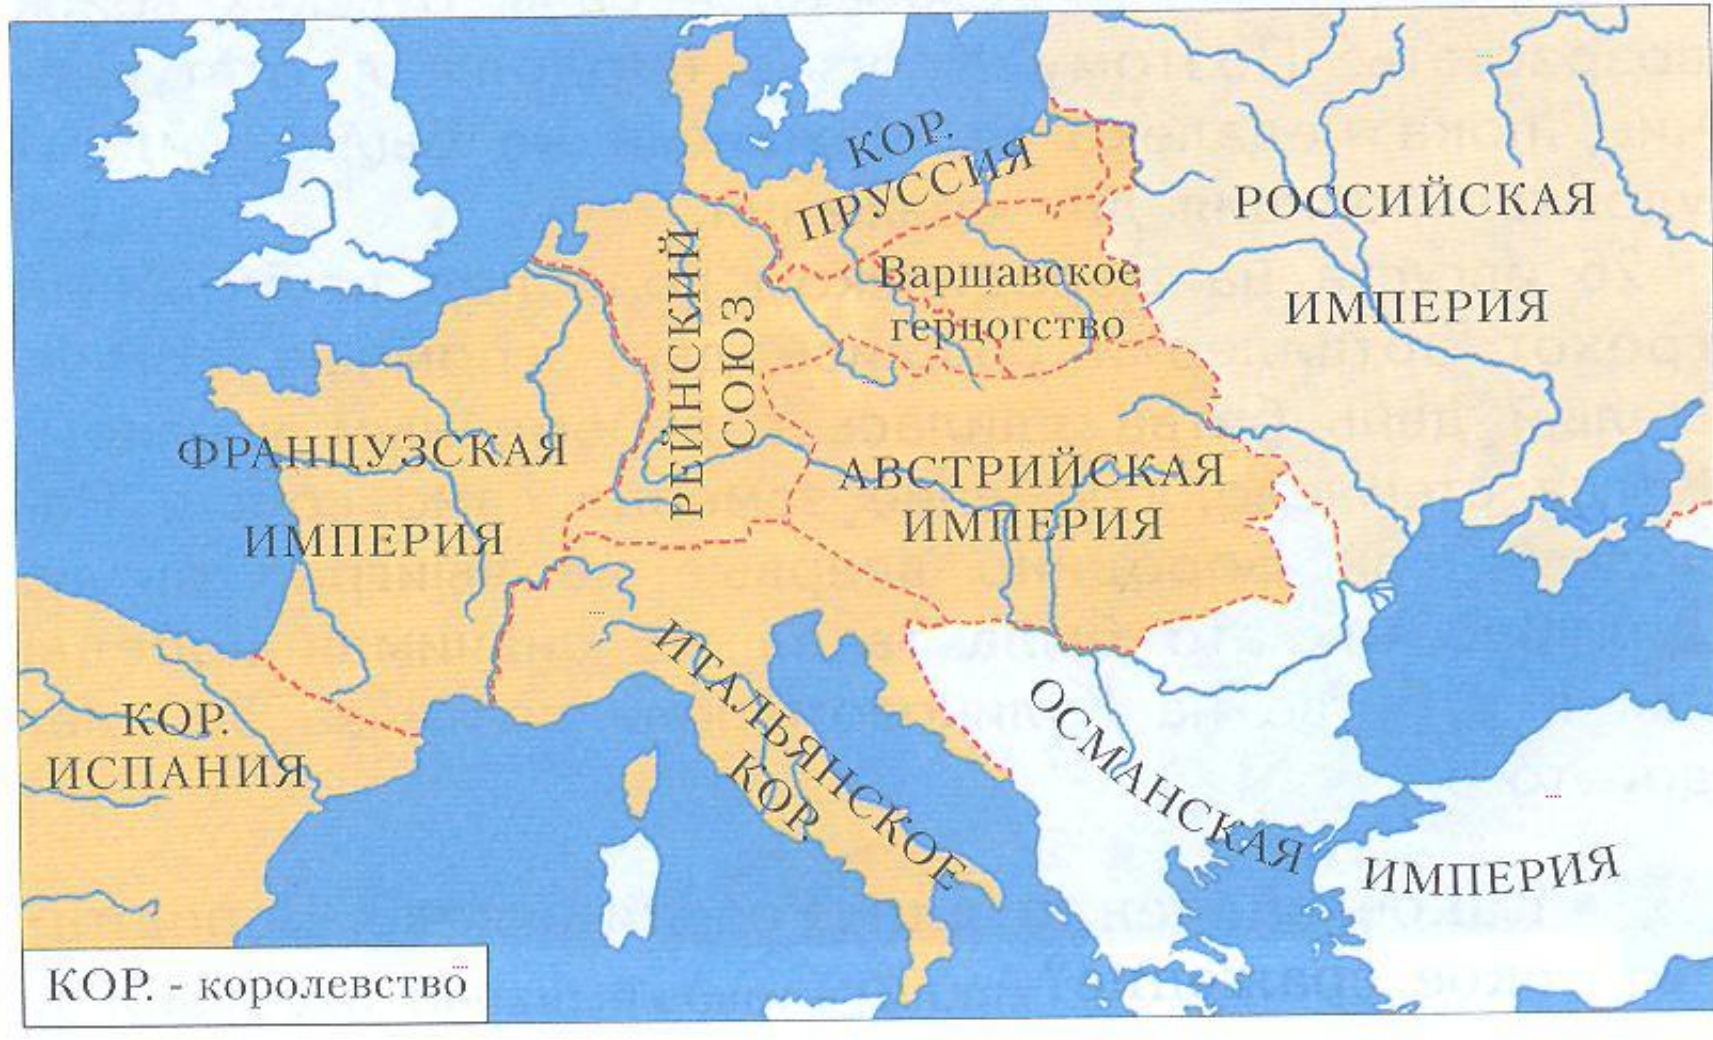 КОР.
ПРУССИЯ
РОССИЙСКАЯ
ИМПЕРИЯ
Варшавское
герцогство
РЕЙНСКИЙ
СОЮЗ
ФРАНЦУЗСКАЯ
ИМПЕРИЯ
АВСТРИЙСКАЯ
ИМПЕРИЯ
КОР.
ИСПАНИЯ
ИТАЛЬЯНСКОЕ
КОР.
ОСМАНСКАЯ
ИМПЕРИЯ
КОР. - королевство